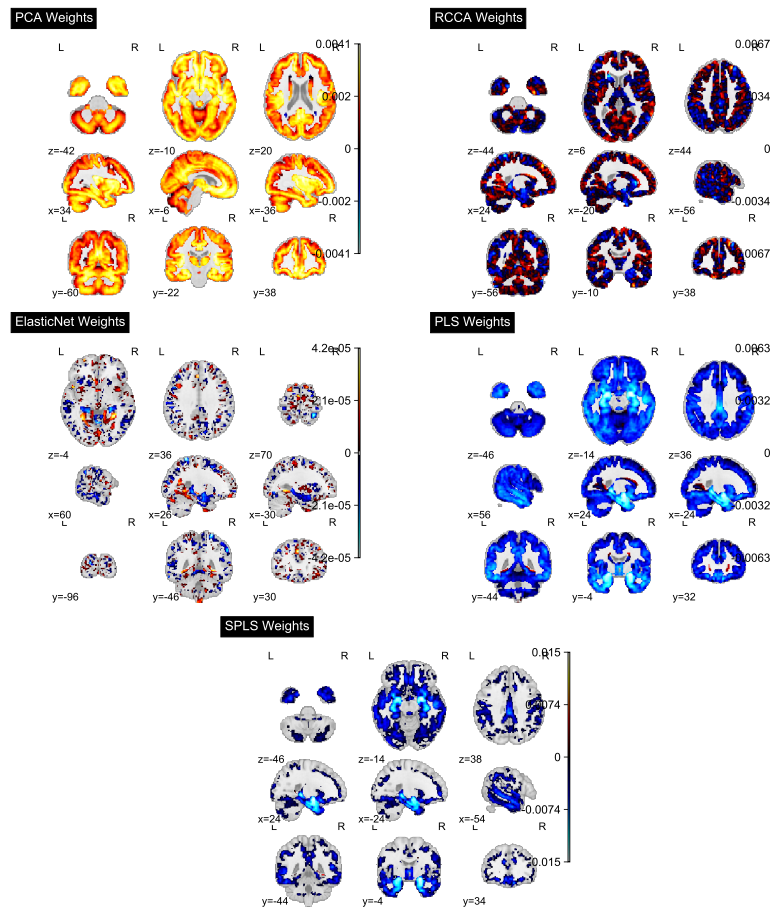 PCA Weights
RCCA Weights
L R L R
0.0041 0.0067
0.002 0.0034
z=-42 z=-10 z=20 0 z=-44 z=6 z=44 0
x=34 x=-6 x=-36 -0.002 x=24 x=-20 x=-56 -0.0034
L R L R
-0.0041 0067
y=-60 y=-22 y=38 y=-56 y=-10 y=38
ElasticNet Weights
PLS Weights
L R L R
4.2e-05 0.0063
2.1e-05 0.0032
z=-4 z=36 z=70 0 z=-46 z=-14 z=36 0
x=60 x=26 x=-30 -2.1e-05 x=56 x=24 x=-24 -0.0032
L R L R
-4.2e-05 0063
y=-96 y=-46 y=30 y=-44 y=-4 y=32
SPLS Weights
L R L R
0.015
0.0074
z=-46 z=-14 z=38 0
x=24 x=-24 x=-54 -0.0074
L R L R
-0.015
y=-44 y=-4 y=34